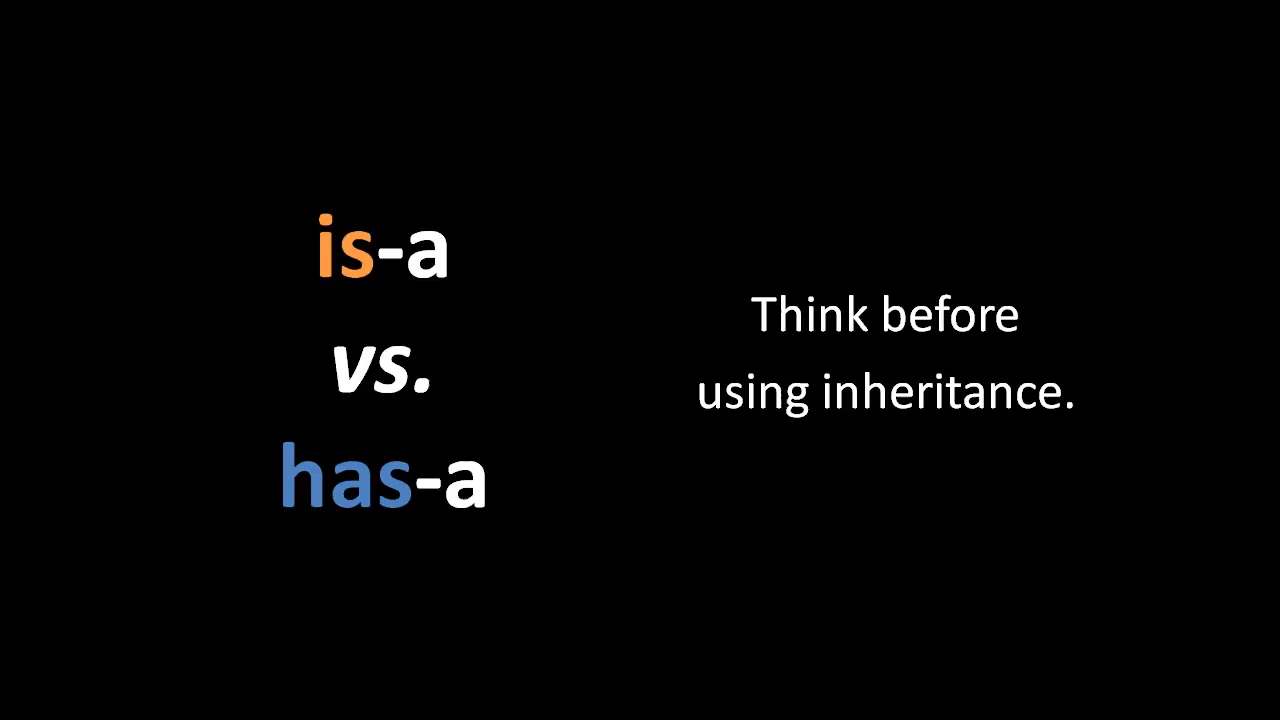 is-a
vs.
has-a
Think before
using inheritance.